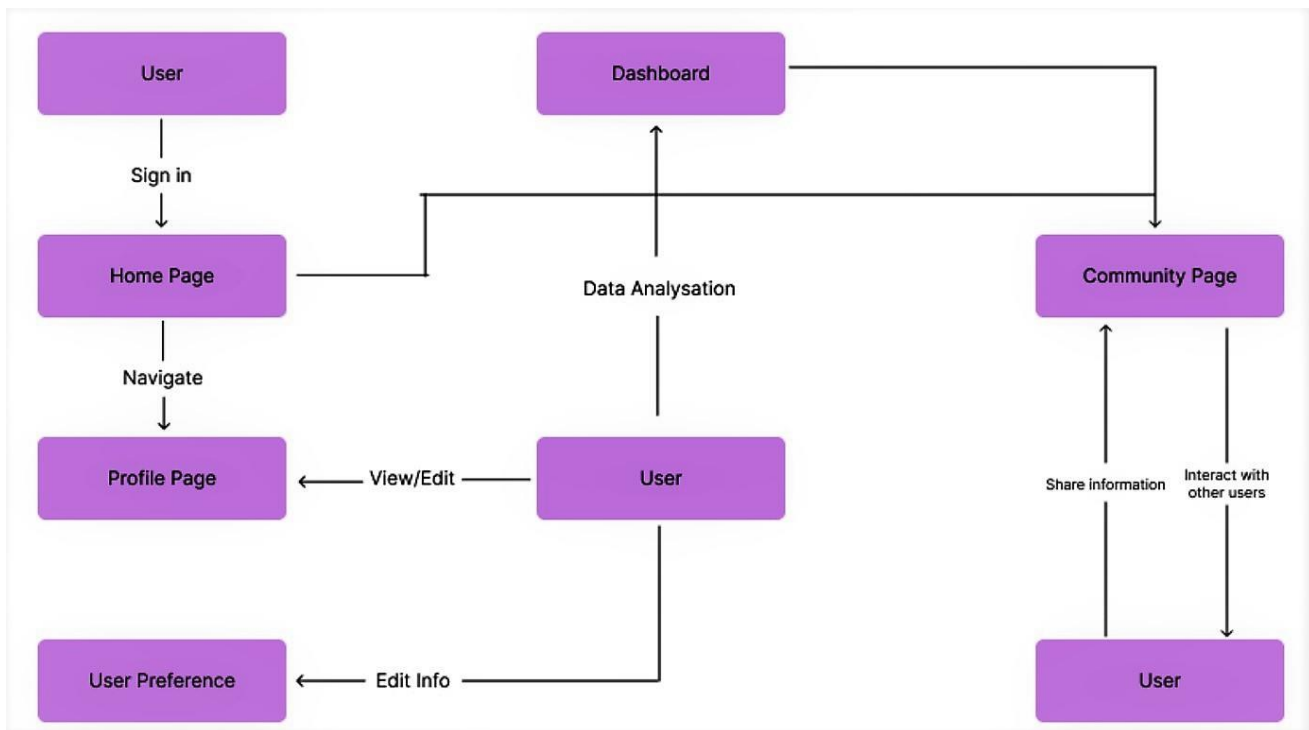 User
Dashboard
Sign in
Home Page
Community Page
Data Analysation
Navigate
Profile Page
View/Edit
User
Share information
Interact with
other users
User Preference
Edit Info
User